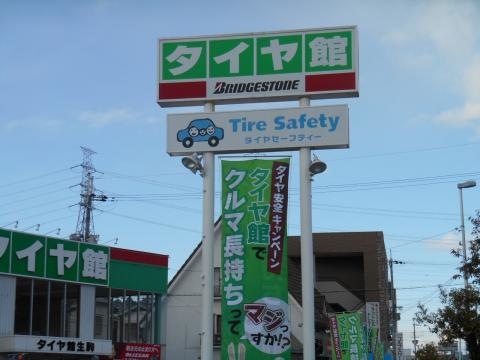 タイヤ館
BRIDGESTONE
Tire Safety
タイヤセーフティー
タイヤ安全キャンペーン
タイヤ館で
クルマ長持ちって
マジっすか!?
タイヤ館
タイヤ館生駒